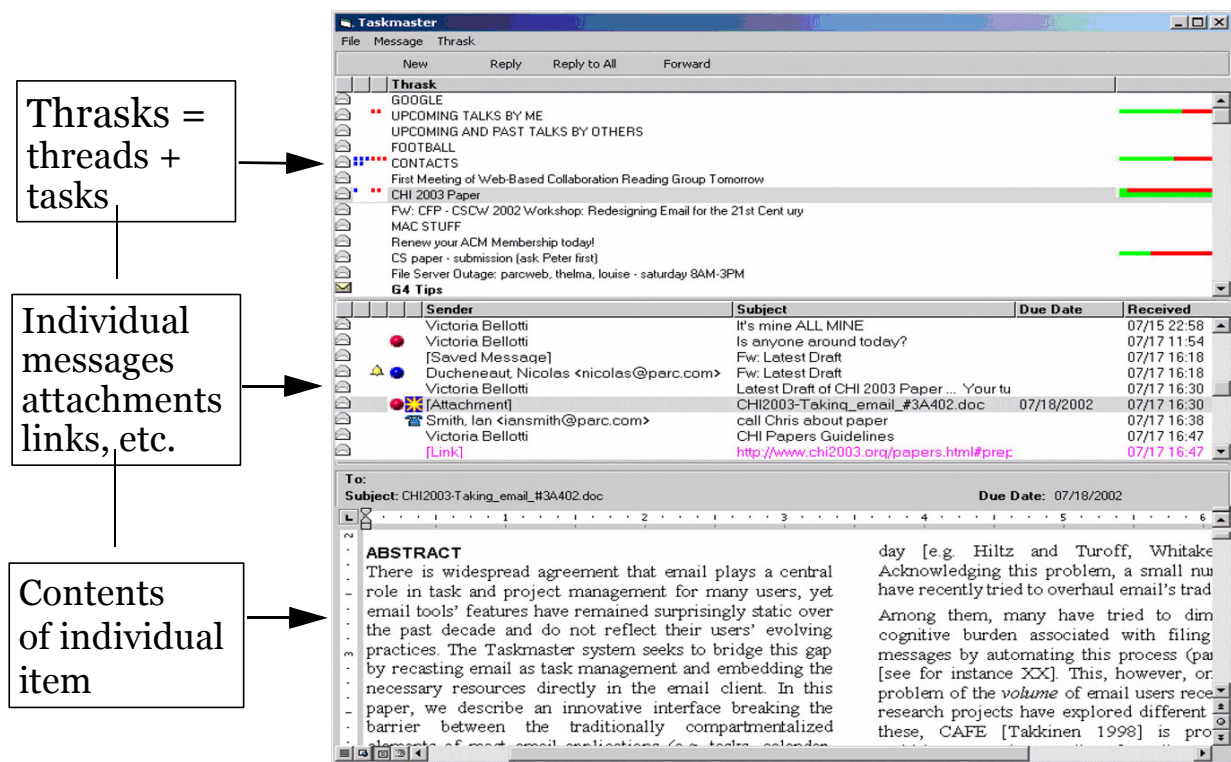 Thrasks =
threads +
tasks
Individual
messages
attachments
links, etc.
Contents
of individual
item
Taskmaster
File Message Thrask
New Reply Reply to All Forward
Thrask
GOOGLE
UPCOMING TALKS BY ME
UPCOMING AND PAST TALKS BY OTHERS
FOOTBALL
CONTACTS
First Meeting of Web-Based Collaboration Reading Group Tomorrow
CHI 2003 Paper
FW: CFP - CSCW 2002 Workshop: Redesigning Email for the 21st Cent ury
MAC STUFF
Renew your ACM Membership today!
CS paper - submission (ask Peter first)
File Server Outage: parcweb, thelma, louise - saturday 8AM-3PM
G4 Tips
Sender Subject Due Date Received
Victoria Bellotti It's mine ALL MINE 07/15 22:58
Victoria Bellotti Is anyone around today? 07/17 11:54
[Saved Message] Fw: Latest Draft 07/17 16:18
Ducheneaut, Nicolas <nicolas@parc.com> Fw: Latest Draft 07/17 16:18
Victoria Bellotti Latest Draft of CHI 2003 Paper ... Your tu 07/17 16:30
[Attachment] CHI2003-Taking_email_#3A402.doc 07/18/2002 07/17 16:30
Smith, Ian <iansmith@parc.com> call Chris about paper 07/17 16:38
Victoria Bellotti CHI Papers Guidelines 07/17 16:47
[Link] http://www.chi2003.org/papers.html#prep 07/17 16:47
To:
Subject: CHI2003-Taking_email_#3A402.doc Due Date: 07/18/2002
1 2 3 4 5 6
ABSTRACT
There is widespread agreement that email plays a central
role in task and project management for many users, yet
email tools' features have remained surprisingly static over
the past decade and do not reflect their users' evolving
practices. The Taskmaster system seeks to bridge this gap
by recasting email as task management and embedding the
necessary resources directly in the email client. In this
paper, we describe an innovative interface breaking the
barrier between the traditionally compartmentalized
day [e.g. Hiltz and Turoff, Whitake
Acknowledging this problem, a small nu
have recently tried to overhaul email's trad
Among them, many have tried to dim
cognitive burden associated with filing
messages by automating this process (par
[see for instance XX]. This, however, or
problem of the volume of email users rece
research projects have explored different
these, CAFE [Takkinen 1998] is pro